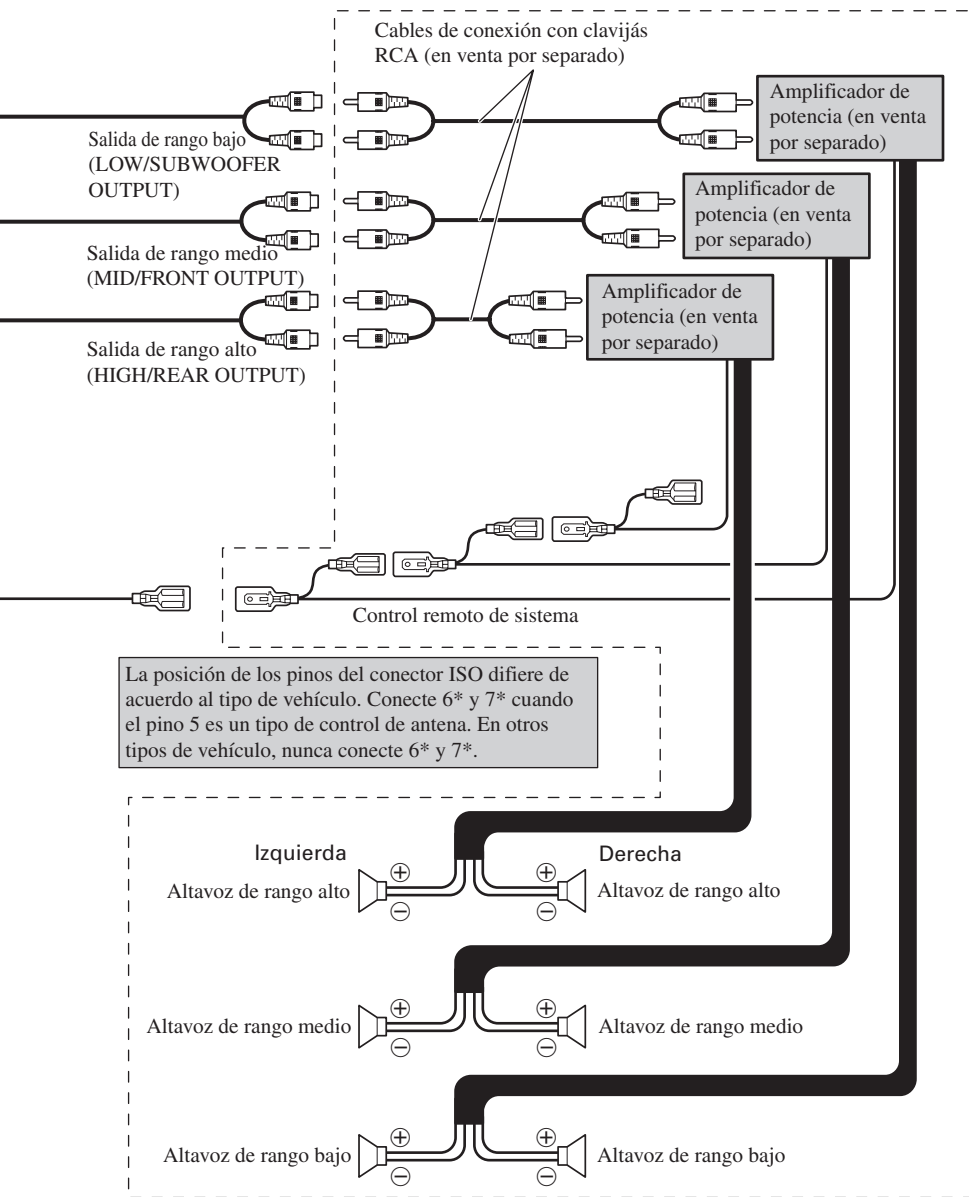 Cables de conexión con clavijás
RCA (en venta por separado)
Amplificador de
potencia (en venta
por separado)
Salida de rango bajo
(LOW/SUBWOOFER
OUTPUT)
Amplificador de
potencia (en venta
por separado)
Salida de rango medio
(MID/FRONT OUTPUT)
Amplificador de
potencia (en venta
por separado)
Salida de rango alto
(HIGH/REAR OUTPUT)
Control remoto de sistema
La posición de los pinos del conector ISO difiere de
acuerdo al tipo de vehículo. Conecte 6* y 7* cuando
el pino 5 es un tipo de control de antena. En otros
tipos de vehículo, nunca conecte 6* y 7*.
Izquierda
Derecha
+ +
Altavoz de rango alto
Altavoz de rango alto
− −
+ +
Altavoz de rango medio
Altavoz de rango medio
− −
+ +
Altavoz de rango bajo
Altavoz de rango bajo
− −